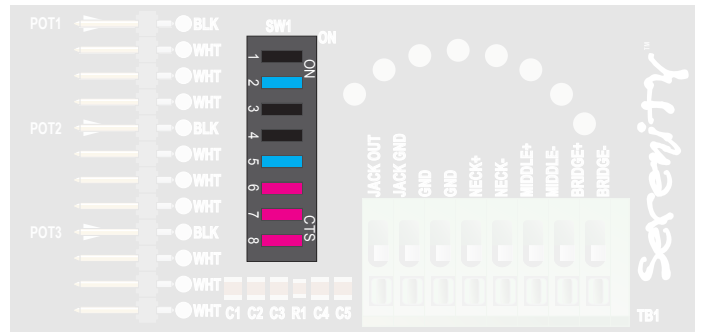 POT1
BLK
WHT
WHT
WHT
POT2
BLK
WHT
WHT
WHT
POT3
BLK
WHT
WHT
WHT
SW1
ON
1
2
3
4
5
6
7
8
ON
CTS
C1 C2 C3 R1 C4 C5
JACK OUT
JACK GND
GND
GND
NECK+
NECK-
MIDDLE+
MIDDLE-
BRIDGE+
BRIDGE-
TB1
Serenity